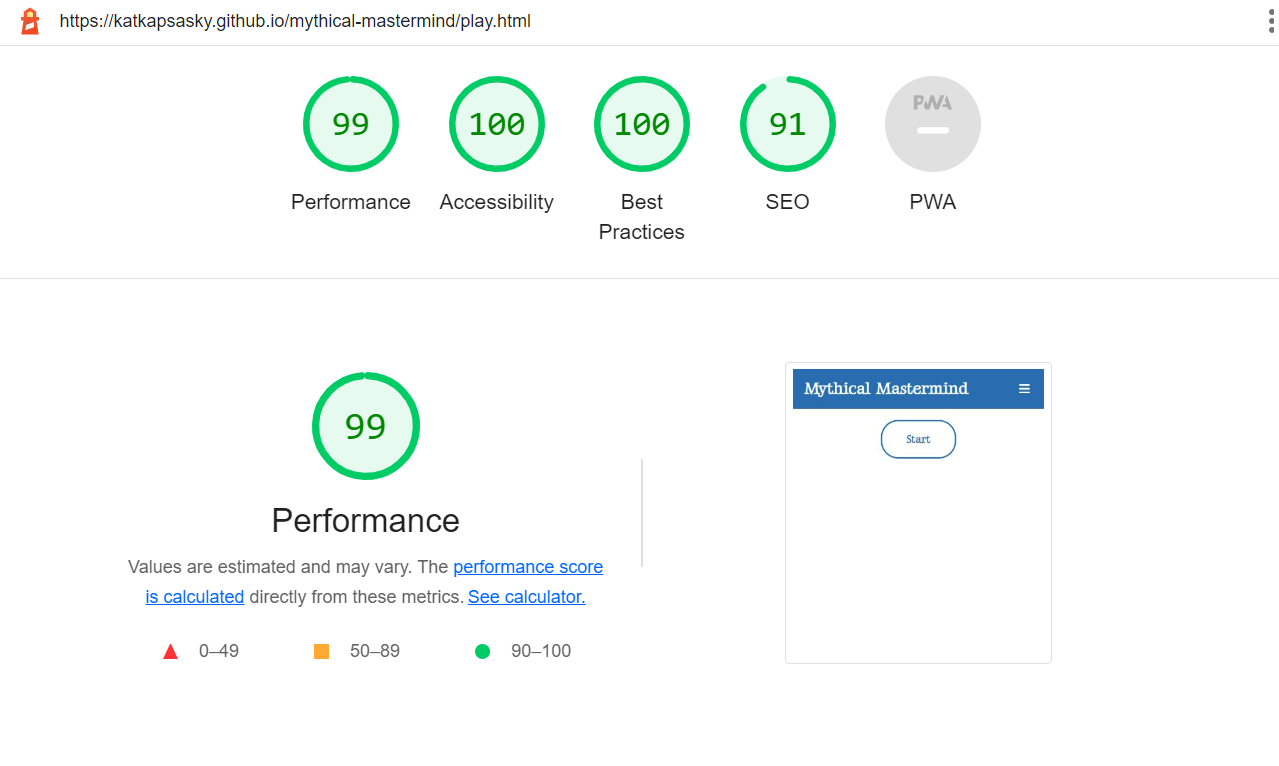 https://katkapsasky.github.io/mythical-mastermind/play.html
99
100
100
91
PWA
Performance
Accessibility
Best
Practices
SEO
PWA
99
Performance
Values are estimated and may vary. The performance score
is calculated directly from these metrics. See calculator.
0–49
50–89
90–100
Mythical Mastermind
Start